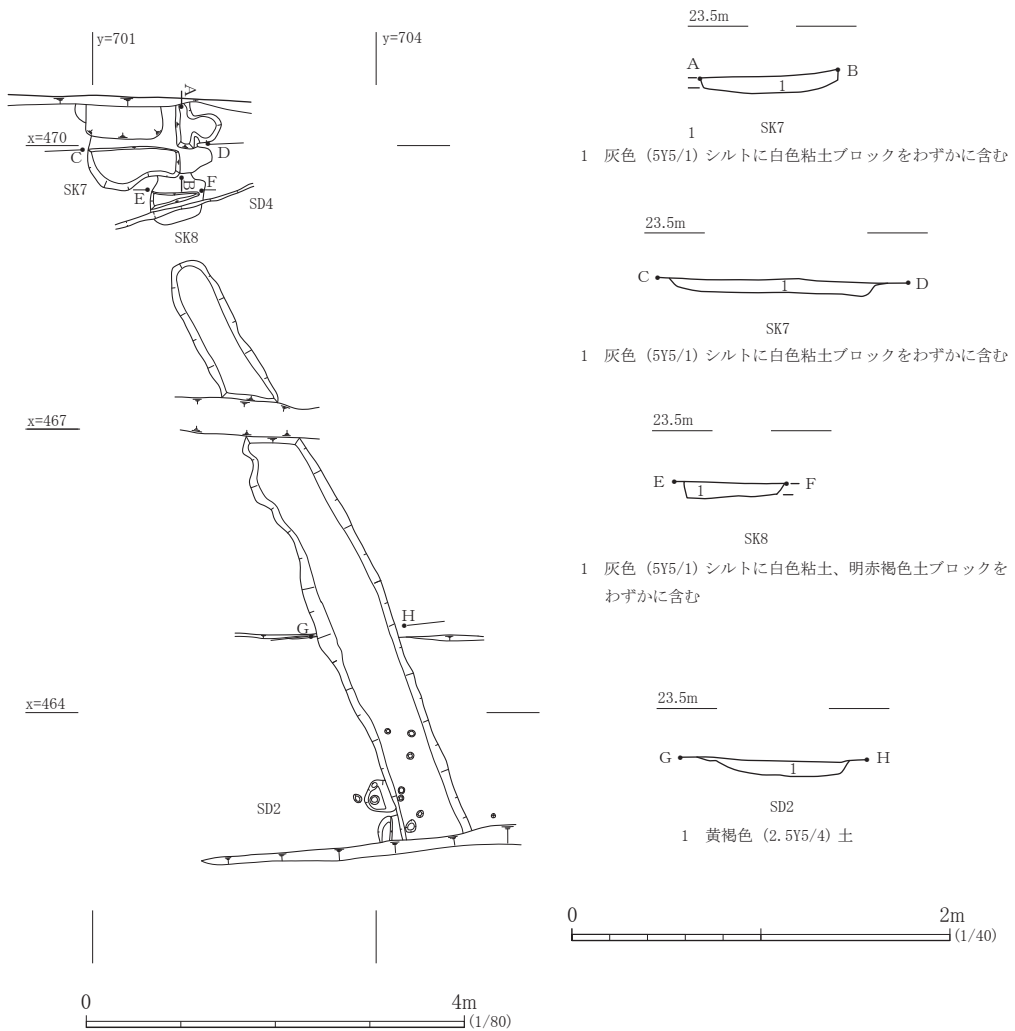 y=701
y=704
A
x=470
C
D
SK7
E
B
F
SD4
SK8
x=467
G
H
x=464
SD2
0
4m
(1/80)
23.5m
A
B
1
SK7
1
1 灰色 (5Y5/1) シルトに白色粘土ブロックをわずかに含む
23.5m
C
1
D
SK7
1 灰色 (5Y5/1) シルトに白色粘土ブロックをわずかに含む
23.5m
E
1
F
SK8
1 灰色 (5Y5/1) シルトに白色粘土、明赤褐色土ブロックを
わずかに含む
23.5m
G
1
H
SD2
1 黄褐色 (2.5Y5/4) 土
0
2m
(1/40)